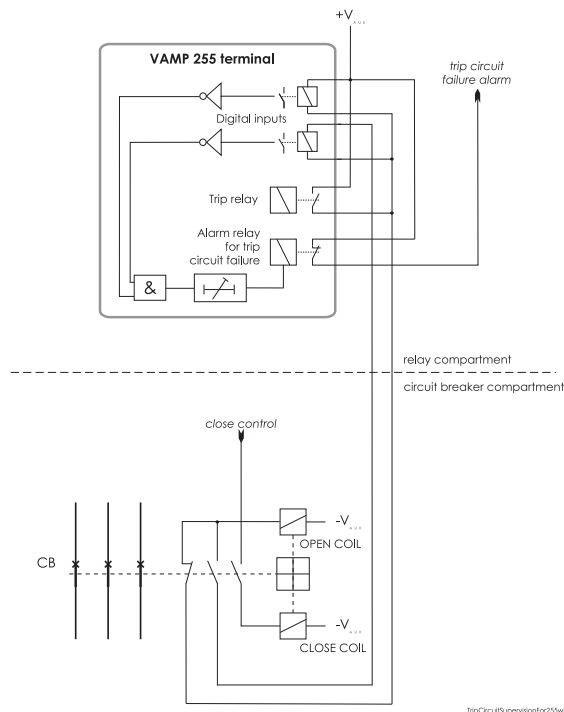 +V AUX
VAMP 255 terminal
trip circuit
failure alarm
Digital inputs
Trip relay
Alarm relay
for trip
circuit failure
&
relay compartment
circuit breaker compartment
close control
-V AUX
OPEN COIL
CB
-V AUX
CLOSE COIL